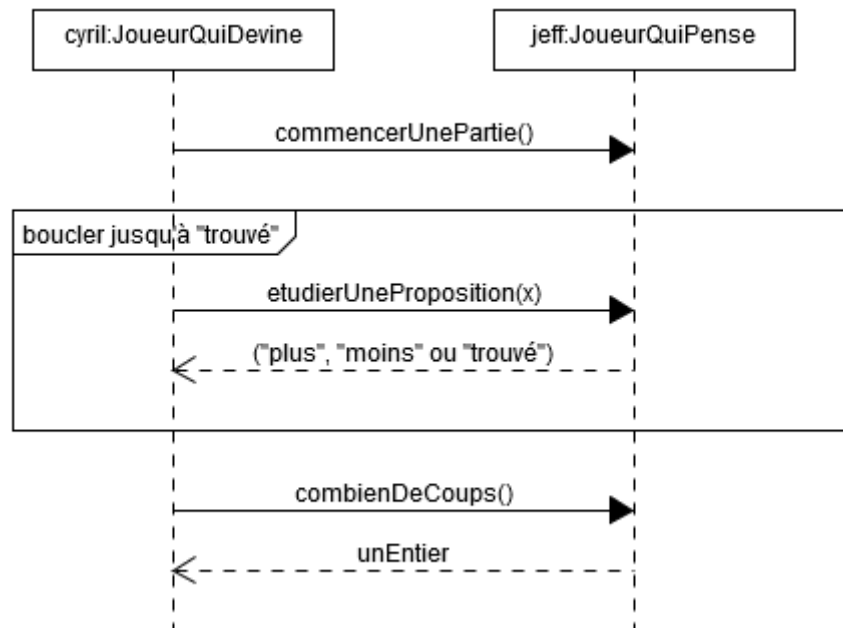 cyril:JoueurQuiDevine
jeff:JoueurQuiPense
commencerUnePartie()
boucler jusqu'à "trouvé"
etudierUneProposition(x)
("plus", "moins" ou "trouvé")
combienDeCoups()
unEntier